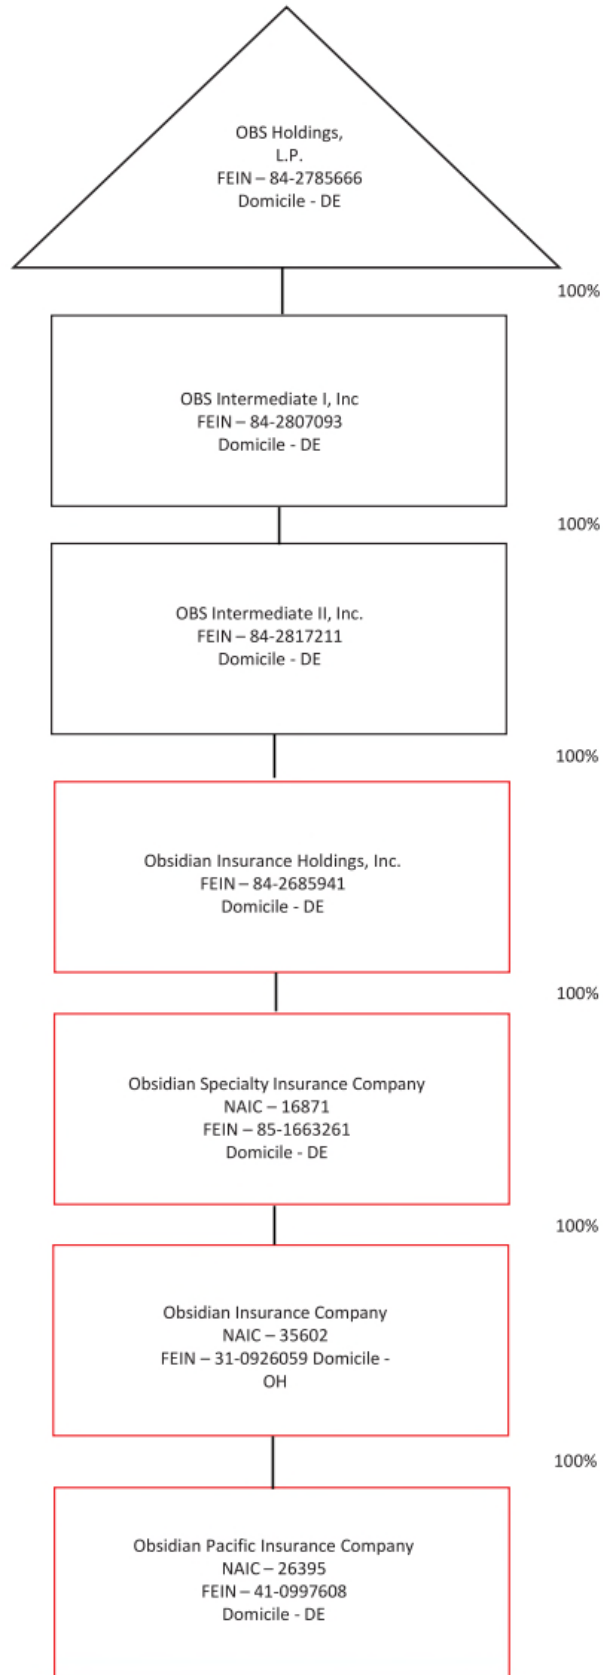 OBS Holdings,
L.P.
FEIN – 84-2785666
Domicile - DE
100%
OBS Intermediate I, Inc
FEIN – 84-2807093
Domicile - DE
100%
OBS Intermediate II, Inc.
FEIN – 84-2817211
Domicile - DE
100%
Obsidian Insurance Holdings, Inc.
FEIN – 84-2685941
Domicile - DE
100%
Obsidian Specialty Insurance Company
NAIC – 16871
FEIN – 85-1663261
Domicile - DE
100%
Obsidian Insurance Company
NAIC – 35602
FEIN – 31-0926059 Domicile -
OH
100%
Obsidian Pacific Insurance Company
NAIC – 26395
FEIN – 41-0997608
Domicile - DE